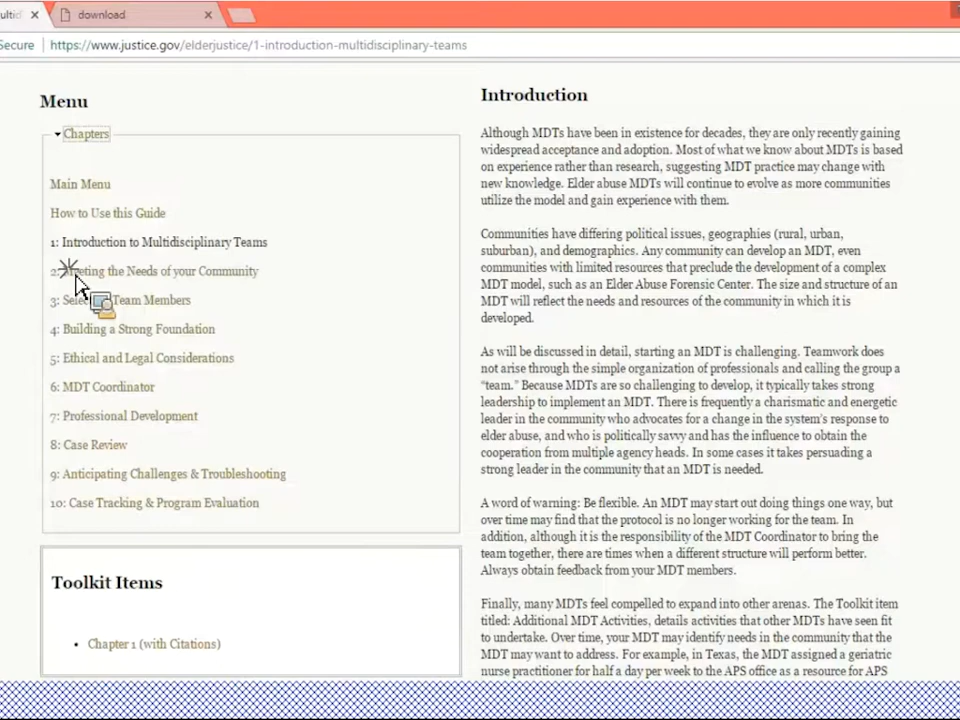 download
Secure https://www.justice.gov/elderjustice/1-introduction-multidisciplinary-teams
Menu
Chapters
Main Menu
How to Use this Guide
1: Introduction to Multidisciplinary Teams
2: Meeting the Needs of your Community
3: Team Members
4: Building a Strong Foundation
5: Ethical and Legal Considerations
6: MDT Coordinator
7: Professional Development
8: Case Review
9: Anticipating Challenges & Troubleshooting
10: Case Tracking & Program Evaluation
Toolkit Items
Chapter 1 (with Citations)
Introduction
Although MDTs have been in existence for decades, they are only recently gaining
widespread acceptance and adoption. Most of what we know about MDTs is based
on experience rather than research, suggesting MDT practice may change with
new knowledge. Elder abuse MDTs will continue to evolve as more communities
utilize the model and gain experience with them.
Communities have differing political issues, geographies (rural, urban,
suburban), and demographics. Any community can develop an MDT, even
communities with limited resources that preclude the development of a complex
MDT model, such as an Elder Abuse Forensic Center. The size and structure of an
MDT will reflect the needs and resources of the community in which it is
developed.
As will be discussed in detail, starting an MDT is challenging. Teamwork does
not arise through the simple organization of professionals and calling the group a
“team.” Because MDTs are so challenging to develop, it typically takes strong
leadership to implement an MDT. There is frequently a charismatic and energetic
leader in the community who advocates for a change in the system's response to
elder abuse, and who is politically savvy and has the influence to obtain the
cooperation from multiple agency heads. In some cases it takes persuading a
strong leader in the community that an MDT is needed.
A word of warning: Be flexible. An MDT may start out doing things one way, but
over time may find that the protocol is no longer working for the team. In
addition, although it is the responsibility of the MDT Coordinator to bring the
team together, there are times when a different structure will perform better.
Always obtain feedback from your MDT members.
Finally, many MDTs feel compelled to expand into other arenas. The Toolkit item
titled: Additional MDT Activities, details activities that other MDTs have seen fit
to undertake. Over time, your MDT may identify needs in the community that the
MDT may want to address. For example, in Texas, the MDT assigned a geriatric
nurse practitioner for half a day per week to the APS office as a resource for APS